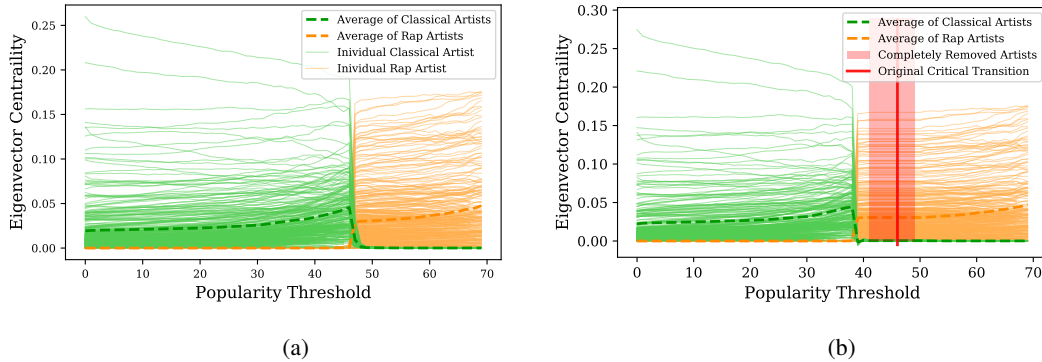 Average of Classical Artists
Average of Rap Artists
Inividual Classical Artist
Inividual Rap Artist
Eigenvector Centraility
0.25
0.20
0.15
0.10
0.05
0.00
0 10 20 30 40 50 60 70
Popularity Threshold
(a)
Average of Classical Artists
Average of Rap Artists
Completely Removed Artists
Original Critical Transition
Eigenvector Centraility
0.30
0.25
0.20
0.15
0.10
0.05
0.00
0 10 20 30 40 50 60 70
Popularity Threshold
(b)